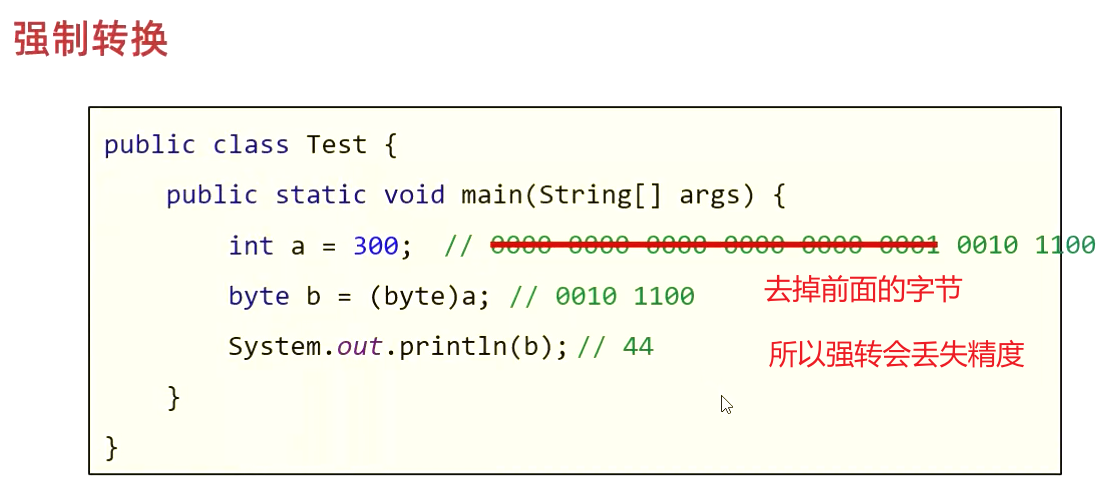 强制转换
public class Test {
public static void main(String[] args) {
int a = 300; // 0000 0000 0000 0000 0000 0001 0010 1100
去掉前面的字节
byte b = (byte)a; // 0010 1100
System.out.println(b); // 44
所以强转会丢失精度
}
}